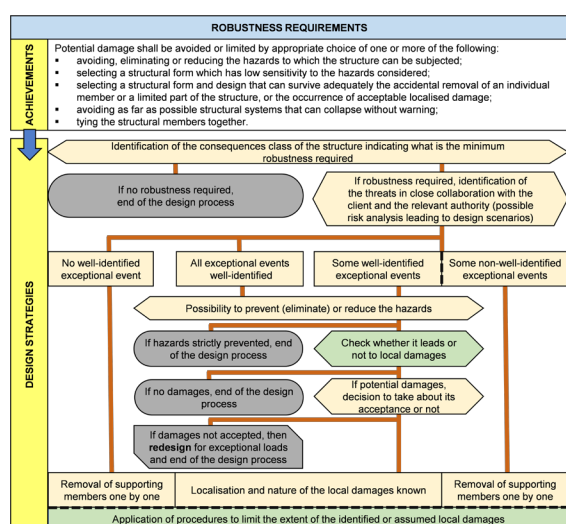 ROBUSTNESS REQUIREMENTS
ACHIEVEMENTS
Potential damage shall be avoided or limited by appropriate choice of one or more of the following:
▪ avoiding, eliminating or reducing the hazards to which the structure can be subjected;
▪ selecting a structural form which has low sensitivity to the hazards considered;
▪ selecting a structural form and design that can survive adequately the accidental removal of an individual
member or a limited part of the structure, or the occurrence of acceptable localised damage;
▪ avoiding as far as possible structural systems that can collapse without warning;
▪ tying the structural members together.
DESIGN STRATEGIES
Identification of the consequences class of the structure indicating what is the minimum
robustness required
If no robustness required,
end of the design process
If robustness required, identification of
the threats in close collaboration with the
client and the relevant authority (possible
risk analysis leading to design scenarios)
No well-identified
exceptional event
All exceptional events
well-identified
Some well-identified
exceptional events
Some non-well-identified
exceptional events
Possibility to prevent (eliminate) or reduce the hazards
If hazards strictly prevented, end
of the design process
Check whether it leads or
not to local damages
If no damages, end of the design
process
If potential damages,
decision to take about its
acceptance or not
If damages not accepted, then
redesign for exceptional loads
and end of the design process
Removal of supporting
members one by one
Localisation and nature of the local damages known
Removal of supporting
members one by one
Application of procedures to limit the extent of the identified or assumed local damages